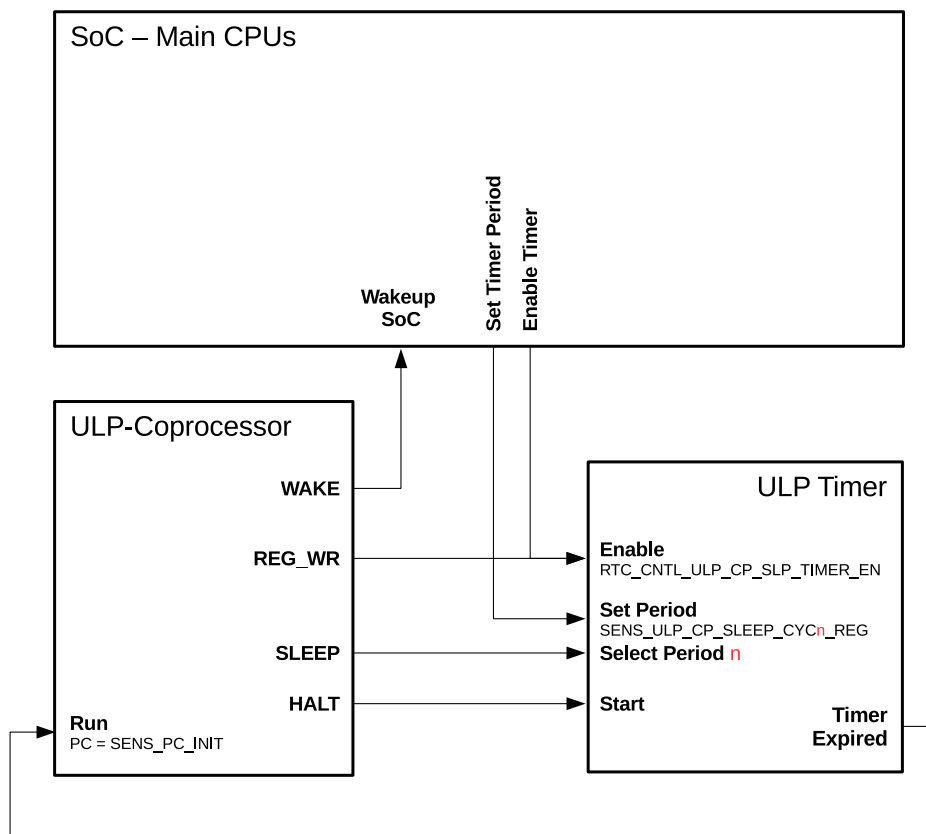 SoC – Main CPUs
Set Timer Period
Enable Timer
Wakeup
SoC
ULP-Coprocessor
WAKE
REG_WR
SLEEP
HALT
Run
PC = SENS_PC_INIT
ULP Timer
Enable
RTC_CNTL_ULP_CP_SLP_TIMER_EN
Set Period
SENS_ULP_CP_SLEEP_CYCn_REG
Select Period n
Start
Timer
Expired